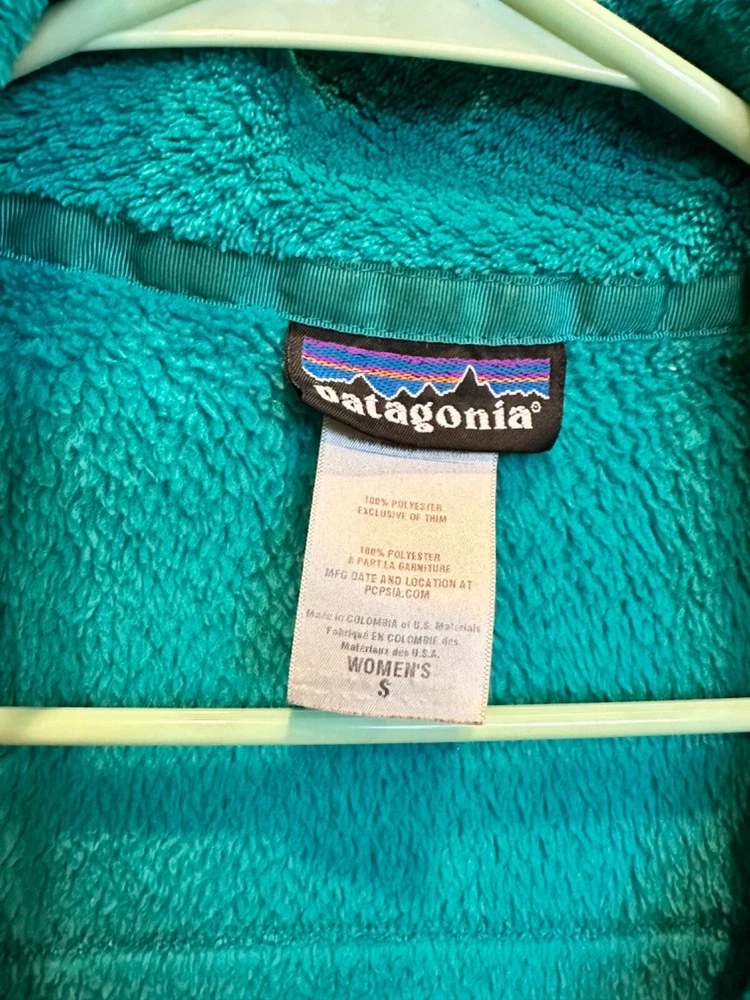 patagonia®
100% POLYESTER
EXCLUSIVE OF TRIM
100% POLYESTER
À PART LA GARNITURE
MFG DATE AND LOCATION AT
PCPSIA.COM
Made in COLOMBIA of U.S. Materials
Fabriqué EN COLOMBIE des
Matériaux des U.S.A.
WOMEN'S
S